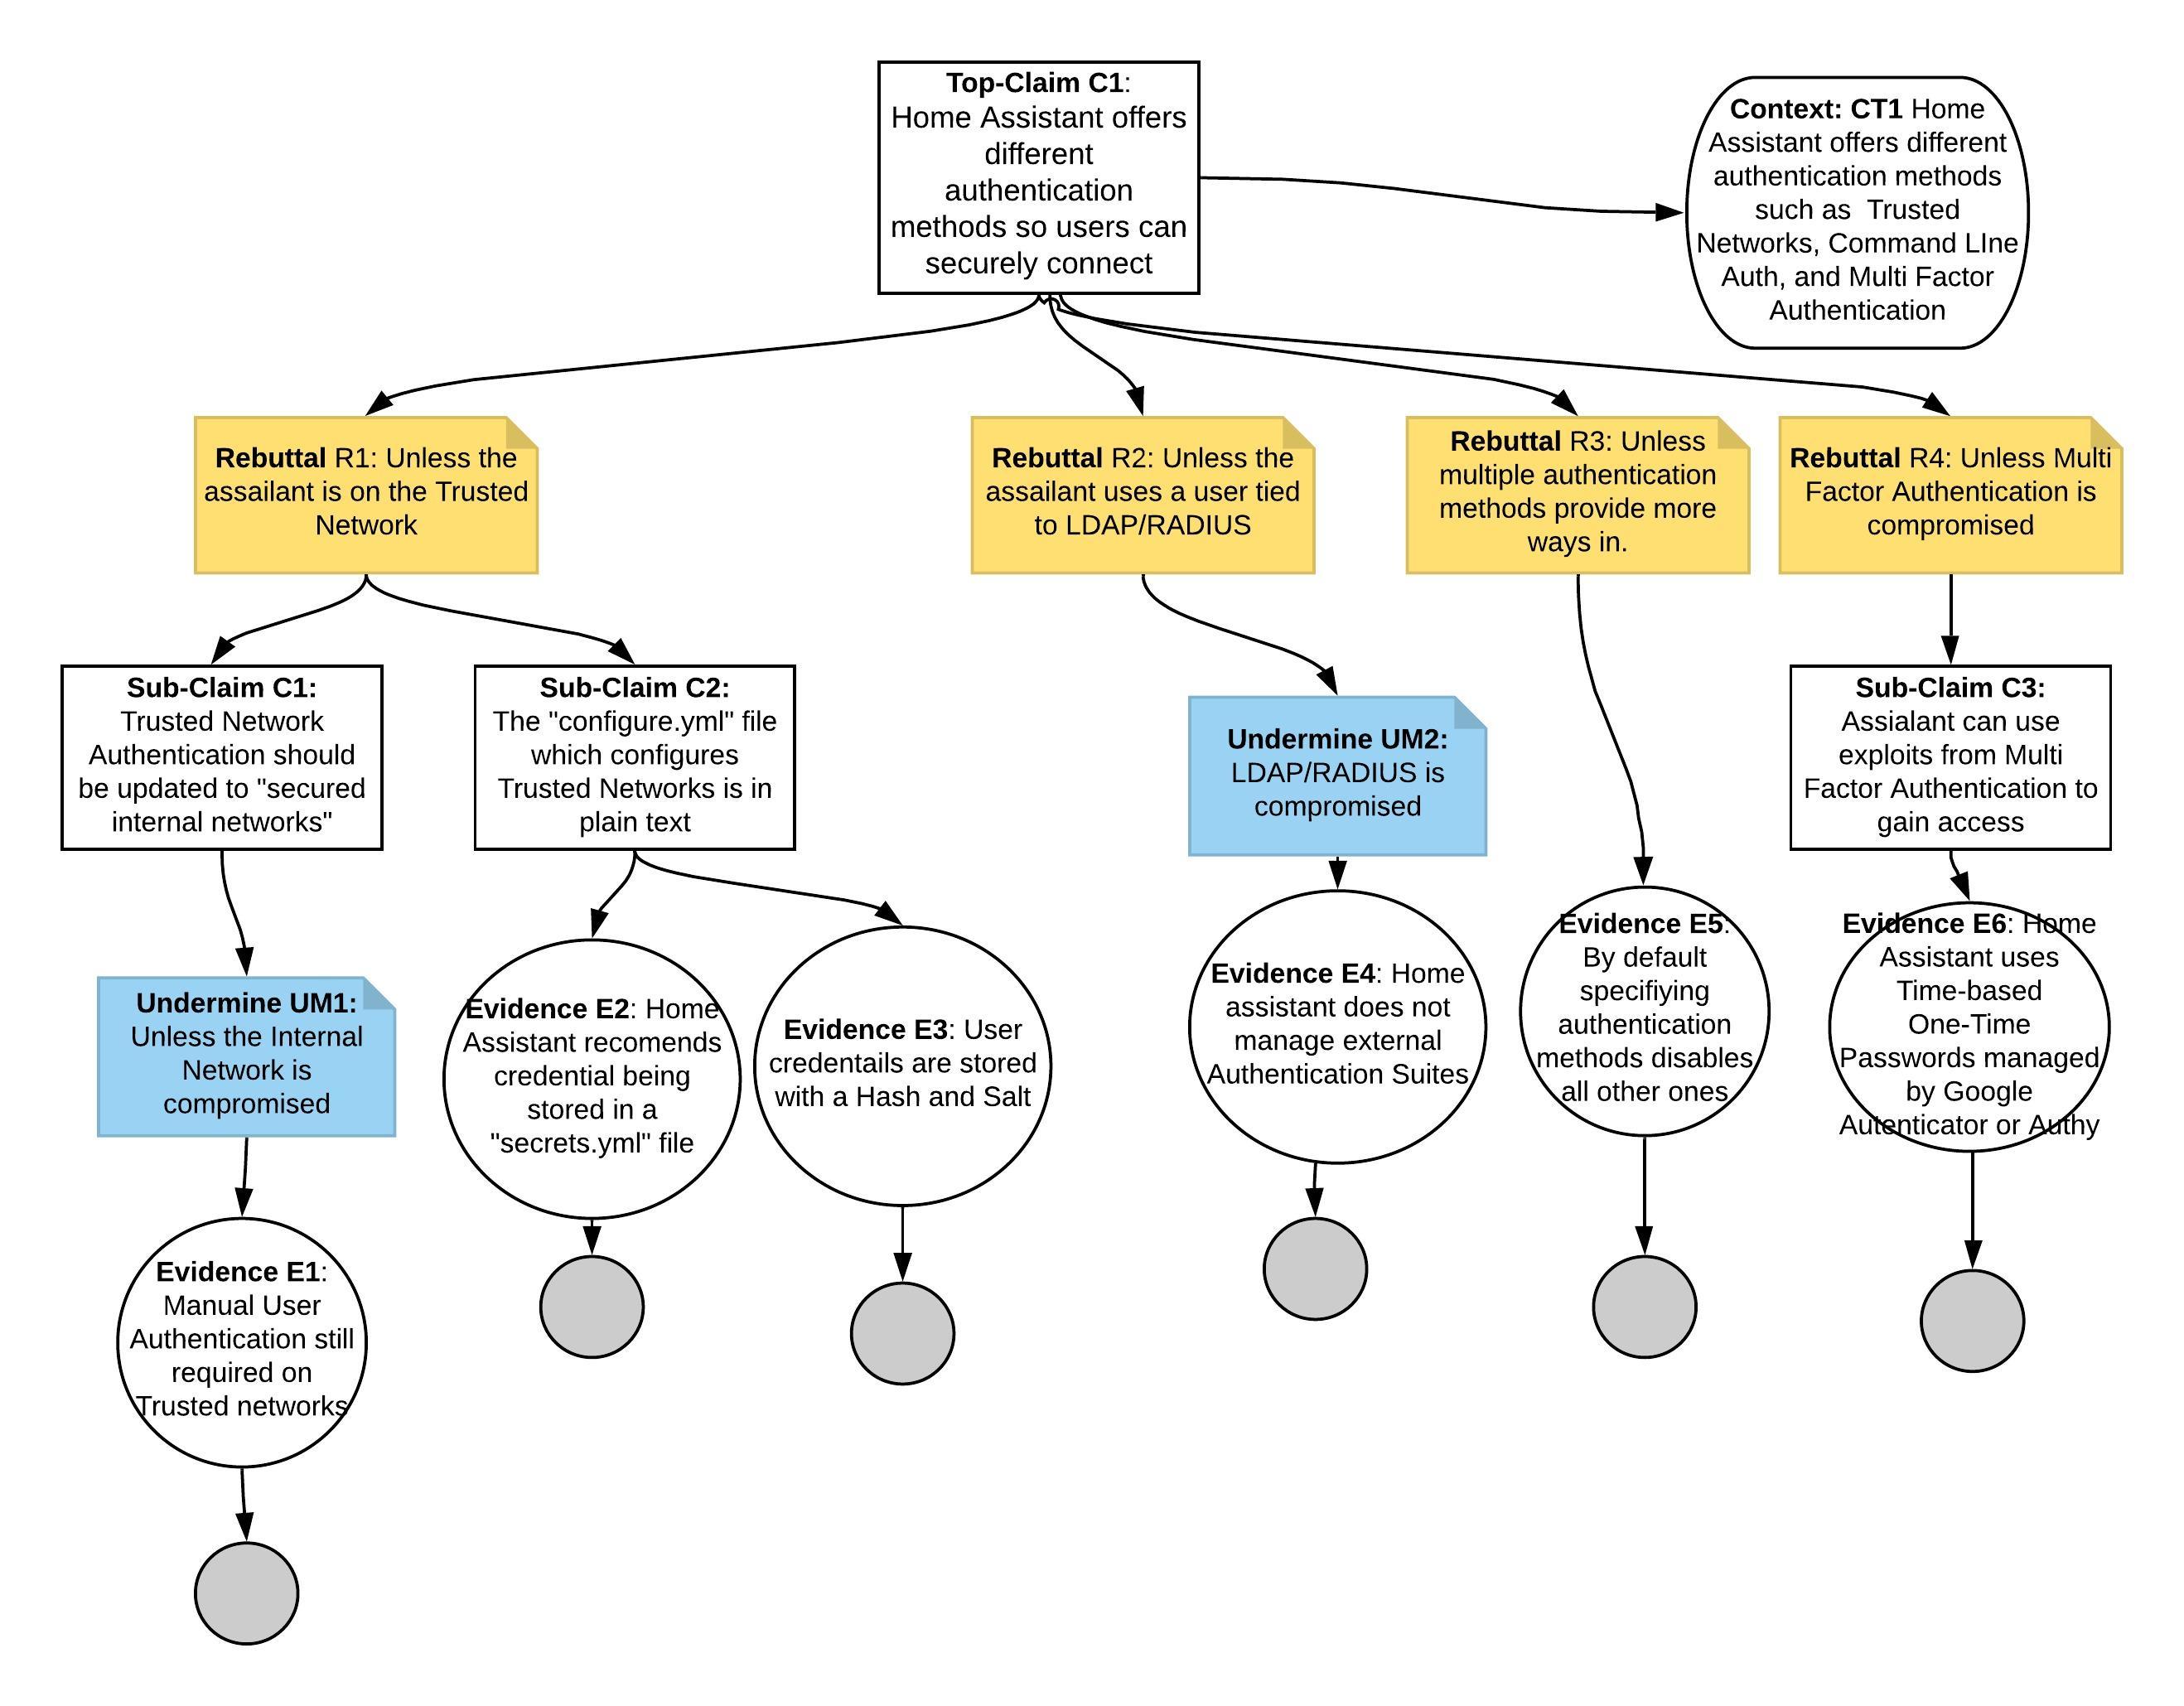 Top-Claim C1:
Home Assistant offers
different
authentication
methods so users can
securely connect
Context: CT1 Home
Assistant offers different
authentication methods
such as  Trusted
Networks, Command LIne
Auth, and Multi Factor
Authentication
Rebuttal R1: Unless the
assailant is on the Trusted
Network
Rebuttal R2: Unless the
assailant uses a user tied
to LDAP/RADIUS
Rebuttal R3: Unless
multiple authentication
methods provide more
ways in.
Rebuttal R4: Unless Multi
Factor Authentication is
compromised
Sub-Claim C1:
Trusted Network
Authentication should
be updated to "secured
internal networks"
Sub-Claim C2:
The "configure.yml" file
which configures
Trusted Networks is in
plain text
Undermine UM2:
LDAP/RADIUS is
compromised
Sub-Claim C3:
Assialant can use
exploits from Multi
Factor Authentication to
gain access
Undermine UM1:
Unless the Internal
Network is
compromised
Evidence E2: Home
Assistant recomends
credential being
stored in a
"secrets.yml" file
Evidence E3: User
credentails are stored
with a Hash and Salt
Evidence E4: Home
assistant does not
manage external
Authentication Suites
Evidence E5:
By default
specifiying
authentication
methods disables
all other ones
Evidence E6: Home
Assistant uses
Time-based
One-Time
Passwords managed
by Google
Autenticator or Authy
Evidence E1:
Manual User
Authentication still
required on
Trusted networks